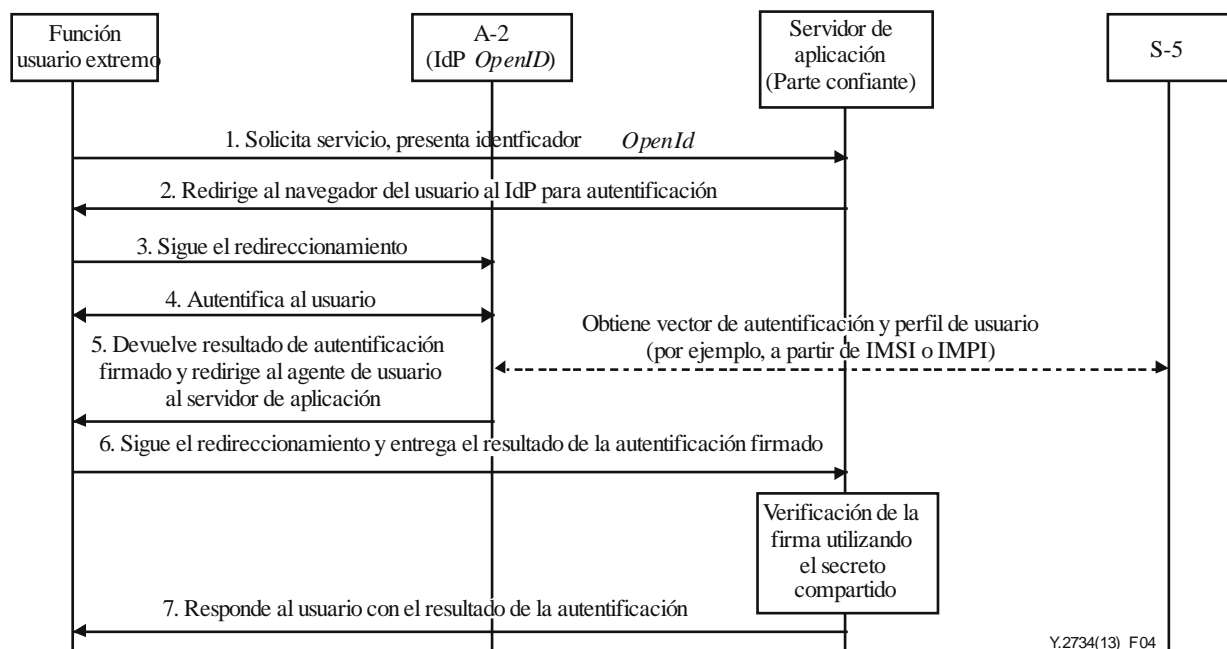 Función
usuario extremo
A-2
(IdP OpenID)
Servidor de
aplicación
(Parte confiante)
S-5
1. Solicita servicio, presenta identficador OpenId
2. Redirige al navegador del usuario al IdP para autentificación
3. Sigue el redireccionamiento
4. Autentifica al usuario
Obtiene vector de autentificación y perfil de usuario
(por ejemplo, a partir de IMSI o IMPI)
5. Devuelve resultado de autentificación
firmado y redirige al agente de usuario
al servidor de aplicación
6. Sigue el redireccionamiento y entrega el resultado de la autentificación firmado
Verificación de la
firma utilizando
el secreto
compartido
7. Responde al usuario con el resultado de la autentificación
Y.2734(13)_F04